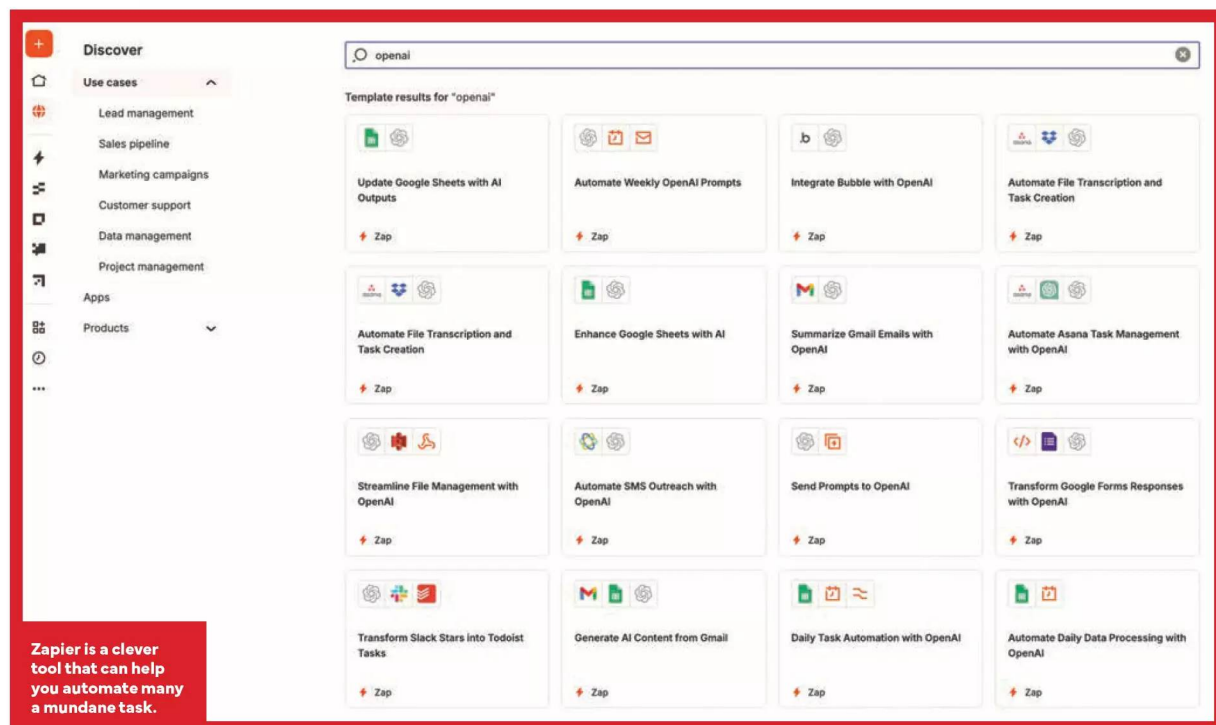 Discover
Use cases
Lead management
Sales pipeline
Marketing campaigns
Customer support
Data management
Project management
Apps
Products
openai
Template results for "openai"
Update Google Sheets with AI
Outputs
Zap
Automate Weekly OpenAI Prompts
Zap
Integrate Bubble with OpenAI
Zap
asana
Automate File Transcription and
Task Creation
Zap
asana
Automate File Transcription and
Task Creation
Zap
Enhance Google Sheets with AI
Zap
Summarize Gmail Emails with
OpenAI
Zap
asana
Automate Asana Task Management
with OpenAI
Zap
Streamline File Management with
OpenAI
Zap
Automate SMS Outreach with
OpenAI
Zap
Send Prompts to OpenAI
Zap
Transform Google Forms Responses
with OpenAI
Zap
Transform Slack Stars into Todoist
Tasks
Zap
Generate AI Content from Gmail
Zap
Daily Task Automation with OpenAI
Zap
Automate Daily Data Processing with
OpenAI
Zap
Zapier is a clever
tool that can help
you automate many
a mundane task.